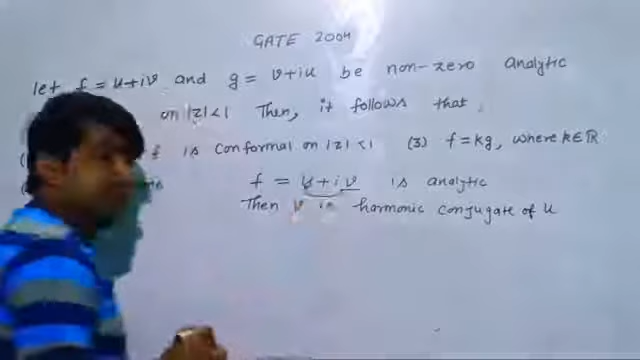 GATE 2004
let f = u+iv and g = v+iu be non-zero analytic
on |z|<1 Then, it follows that,
f is conformal on |z|<1 (3) f=kg, where k∈ℝ
f = u+iv is analytic
Then v is harmonic conjugate of u